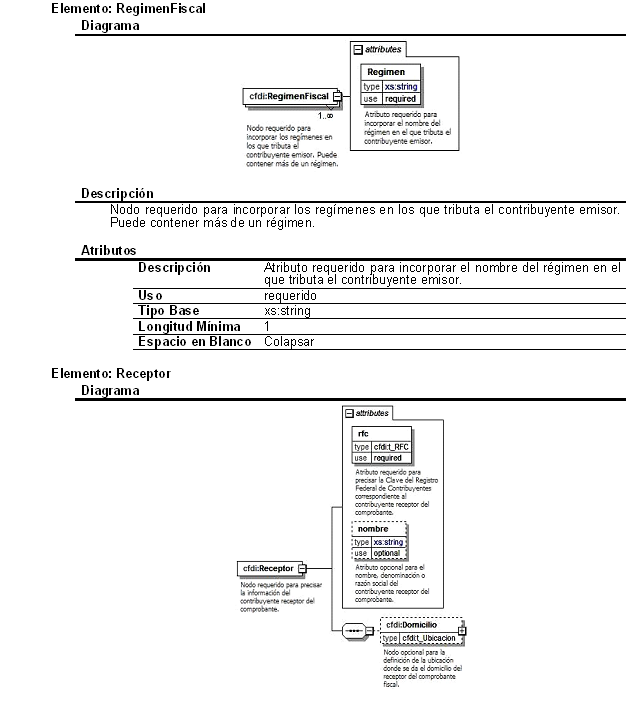 Elemento: RegimenFiscal
Diagrama
attributes
Regimen
type xs:string
use required
Atributo requerido para
incorporar el nombre del
régimen en el que tributa el
contribuyente emisor.
cfdi:RegimenFiscal
1..∞
Nodo requerido para
incorporar los regímenes en
los que tributa el
contribuyente emisor. Puede
contener más de un régimen.
Descripción
Nodo requerido para incorporar los regímenes en los que tributa el contribuyente emisor.
Puede contener más de un régimen.
Atributos
Descripción Atributo requerido para incorporar el nombre del régimen en el
que tributa el contribuyente emisor.
Uso requerido
Tipo Base xs:string
Longitud Mínima 1
Espacio en Blanco Colapsar
Elemento: Receptor
Diagrama
attributes
rfc
type cfdi:t_RFC
use required
Atributo requerido para
precisar la Clave del Registro
Federal de Contribuyentes
correspondiente al
contribuyente receptor del
comprobante.
nombre
type xs:string
use optional
Atributo opcional para el
nombre, denominación o
razón social del
contribuyente receptor del
comprobante.
cfdi:Receptor
Nodo requerido para precisar
la información del
contribuyente receptor del
comprobante.
cfdi:Domicilio
type cfdi:t_Ubicacion
Nodo opcional para la
definición de la ubicación
donde se da el domicilio del
receptor del comprobante
fiscal.